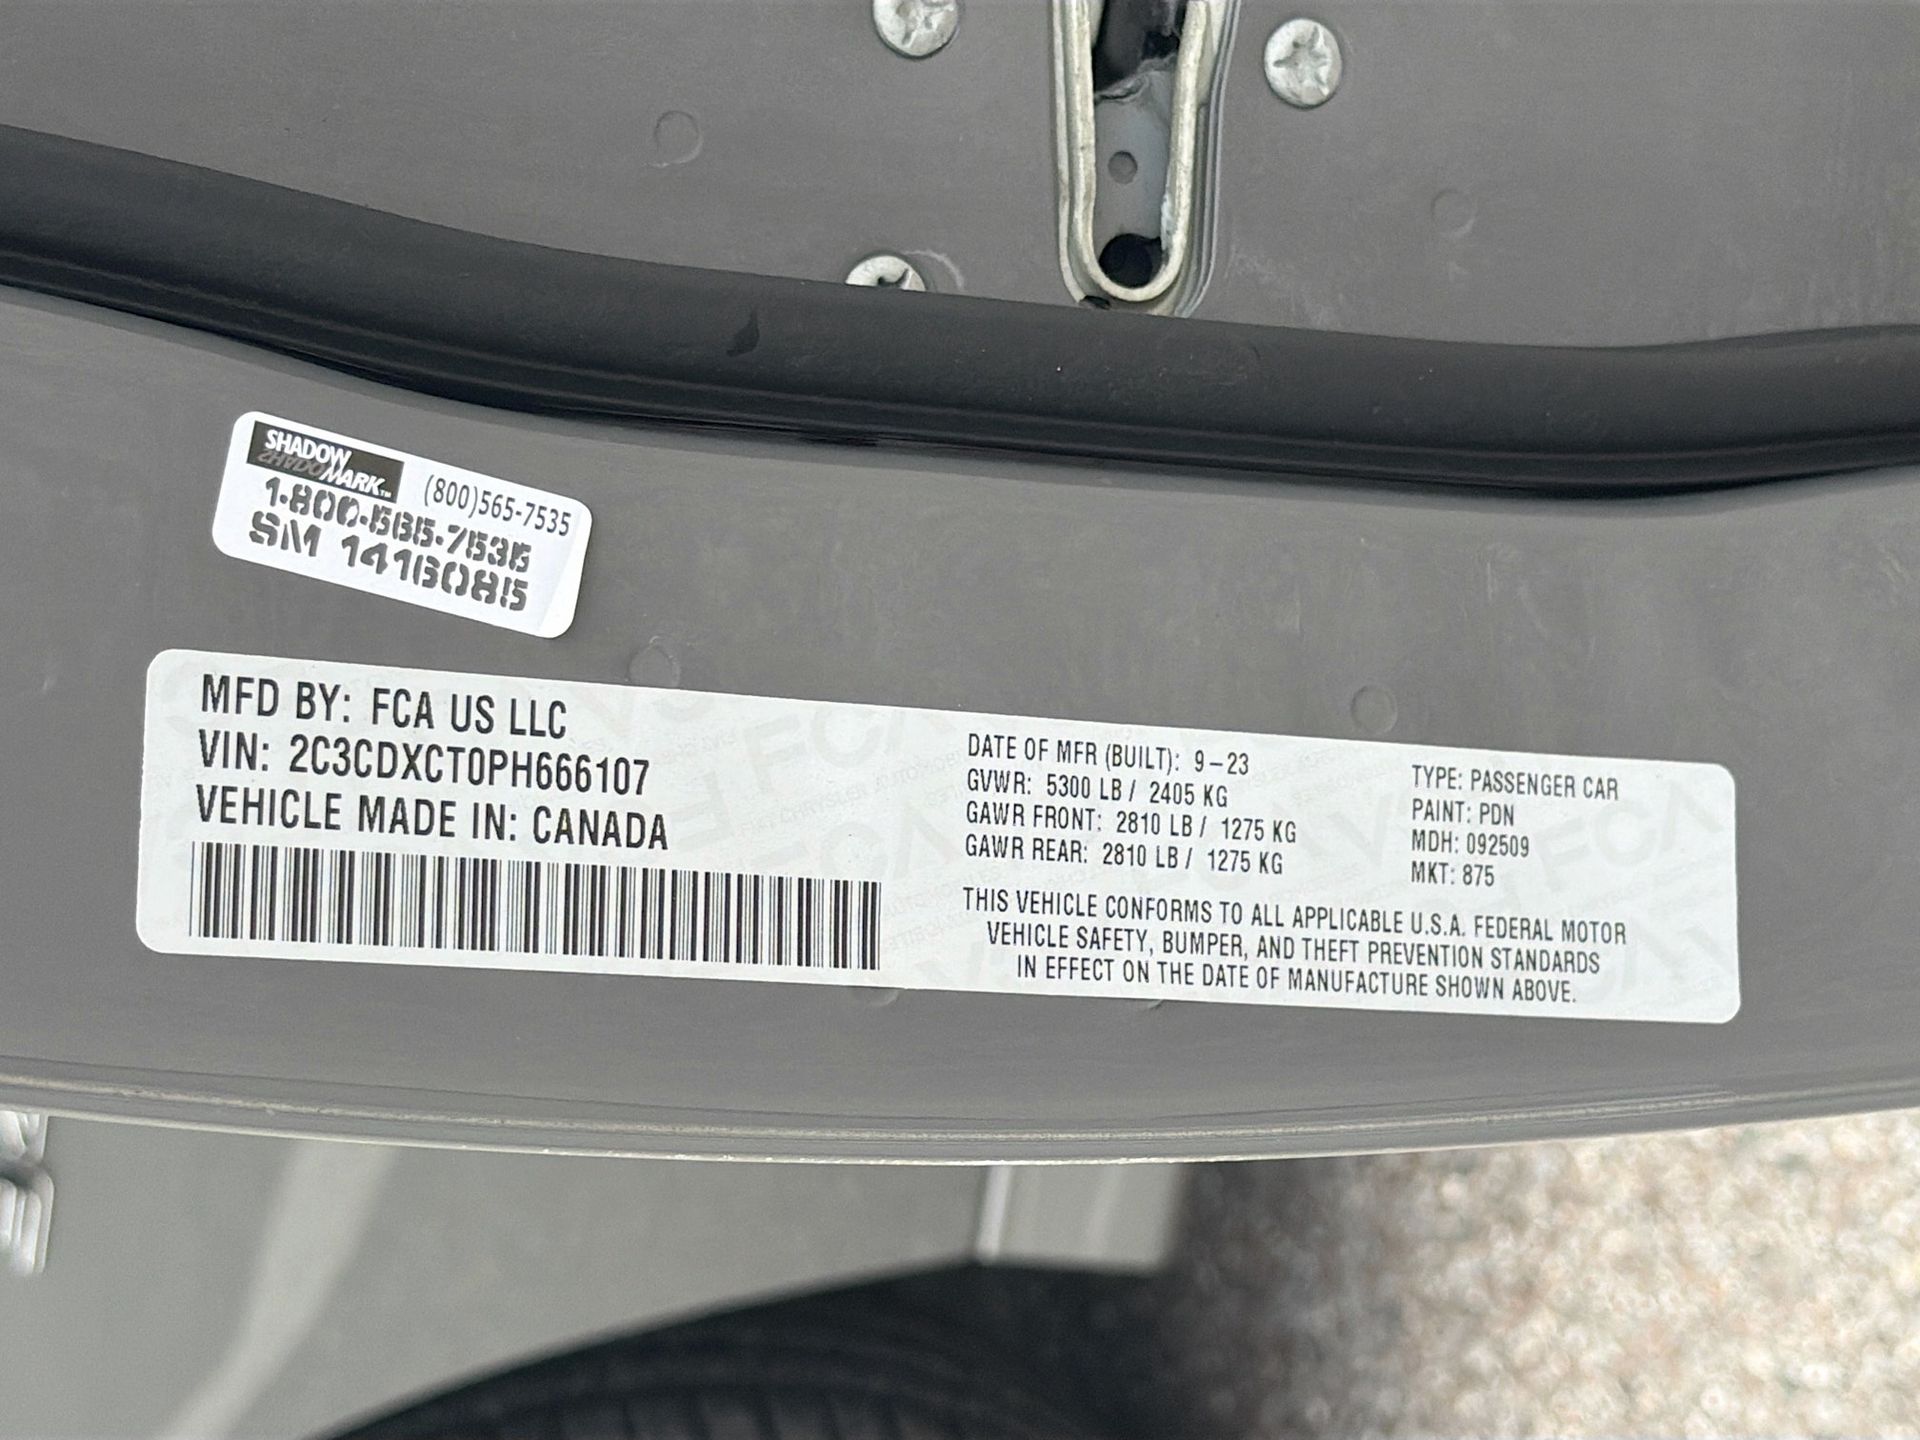 SHADOW
MARK™
(800)565-7535
1-800-565-7535
SM 1416085
MFD BY: FCA US LLC
VIN: 2C3CDXCT0PH666107
VEHICLE MADE IN: CANADA
DATE OF MFR (BUILT): 9-23
GVWR: 5300 LB / 2405 KG
GAWR FRONT: 2810 LB / 1275 KG
GAWR REAR: 2810 LB / 1275 KG
TYPE: PASSENGER CAR
PAINT: PDN
MDH: 092509
MKT: 875
THIS VEHICLE CONFORMS TO ALL APPLICABLE U.S.A. FEDERAL MOTOR
VEHICLE SAFETY, BUMPER, AND THEFT PREVENTION STANDARDS
IN EFFECT ON THE DATE OF MANUFACTURE SHOWN ABOVE.